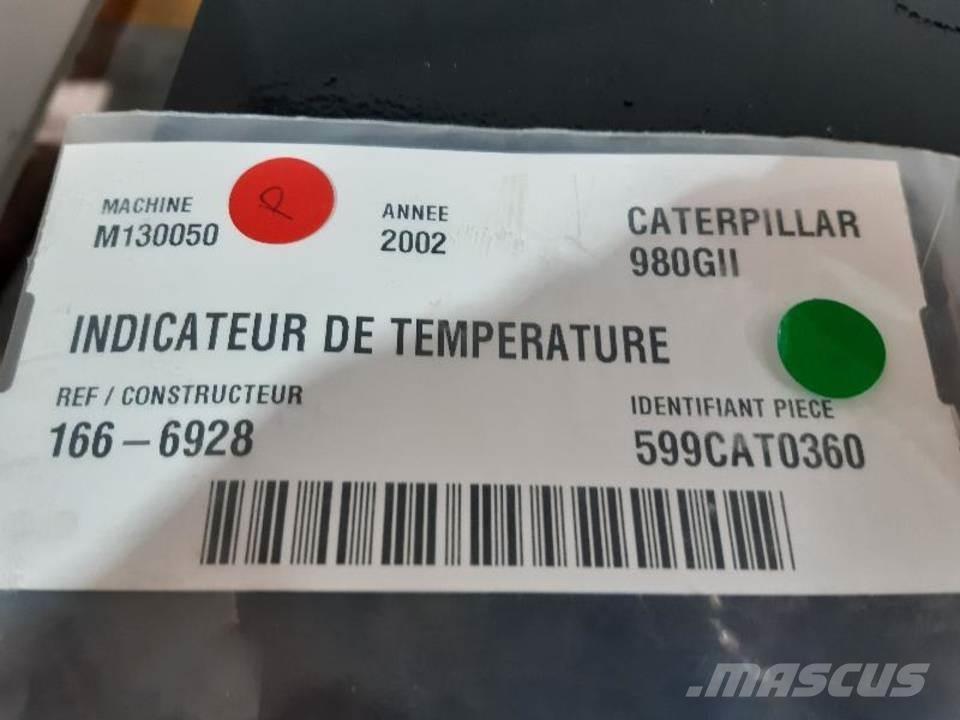 MACHINE
M130050
ANNEE
2002
CATERPILLAR
980GII
INDICATEUR DE TEMPERATURE
REF / CONSTRUCTEUR
166-6928
IDENTIFIANT PIECE
599CAT0360
MASCUS